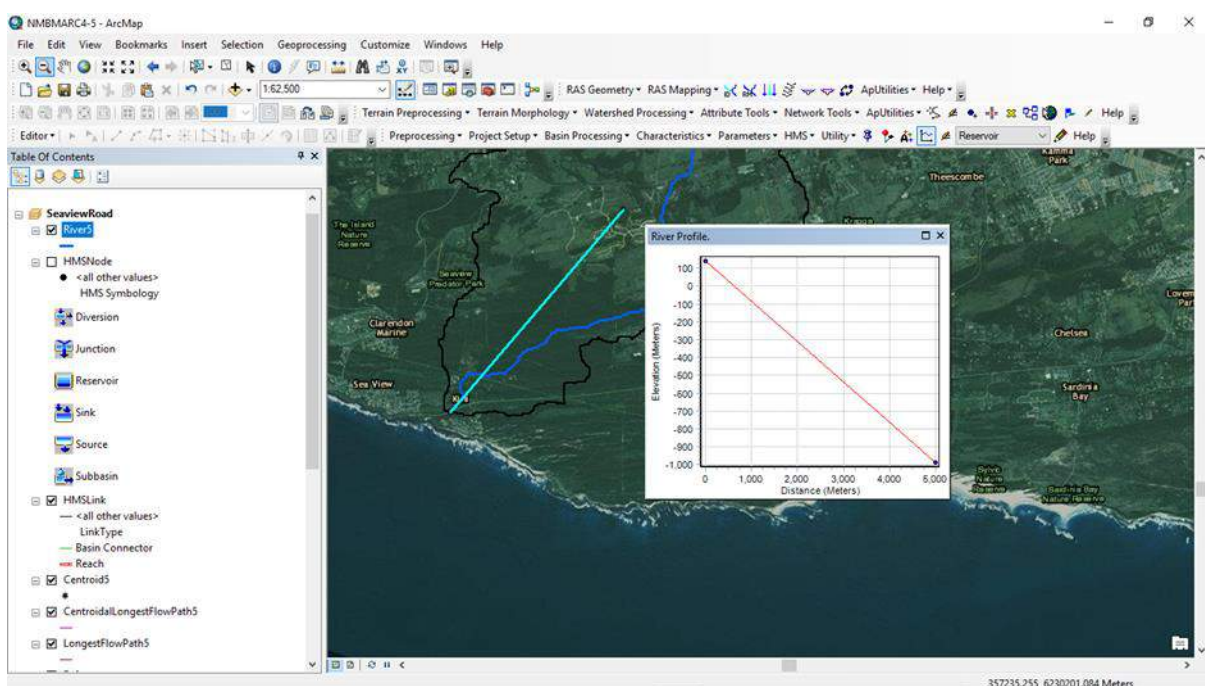 NMBMARC4-5 - ArcMap
File Edit View Bookmarks Insert Selection Geoprocessing Customize Windows Help
1:62,500 RAS Geometry RAS Mapping ApUtilities Help
Terrain Preprocessing Terrain Morphology Watershed Processing Attribute Tools Network Tools ApUtilities Help
Editor Preprocessing Project Setup Basin Processing Characteristics Parameters HMS Utility Reservoir Help
Table Of Contents
SeaviewRoad
River5
HMSNode
<all other values>
HMS Symbology
Diversion
Junction
Reservoir
Sink
Source
Subbasin
HMSLink
<all other values>
LinkType
Basin Connector
Reach
Centroid5
CentroidalLongestFlowPath5
LongestFlowPath5
Kamma
Park
Theescombe
The Island
Nature
Reserve
Seaview
Predator Park
Clarendon
Marine
Sea View
Chelsea
Sardinia
Bay
Sylvic
Nature
Reserve
Sardinia Bay
Nature Reserve
River Profile.
Elevation (Meters)
100
0
-100
-200
-300
-400
-500
-600
-700
-800
-900
-1,000
0 1,000 2,000 3,000 4,000 5,000
Distance (Meters)
357235.255 6230201.084 Meters